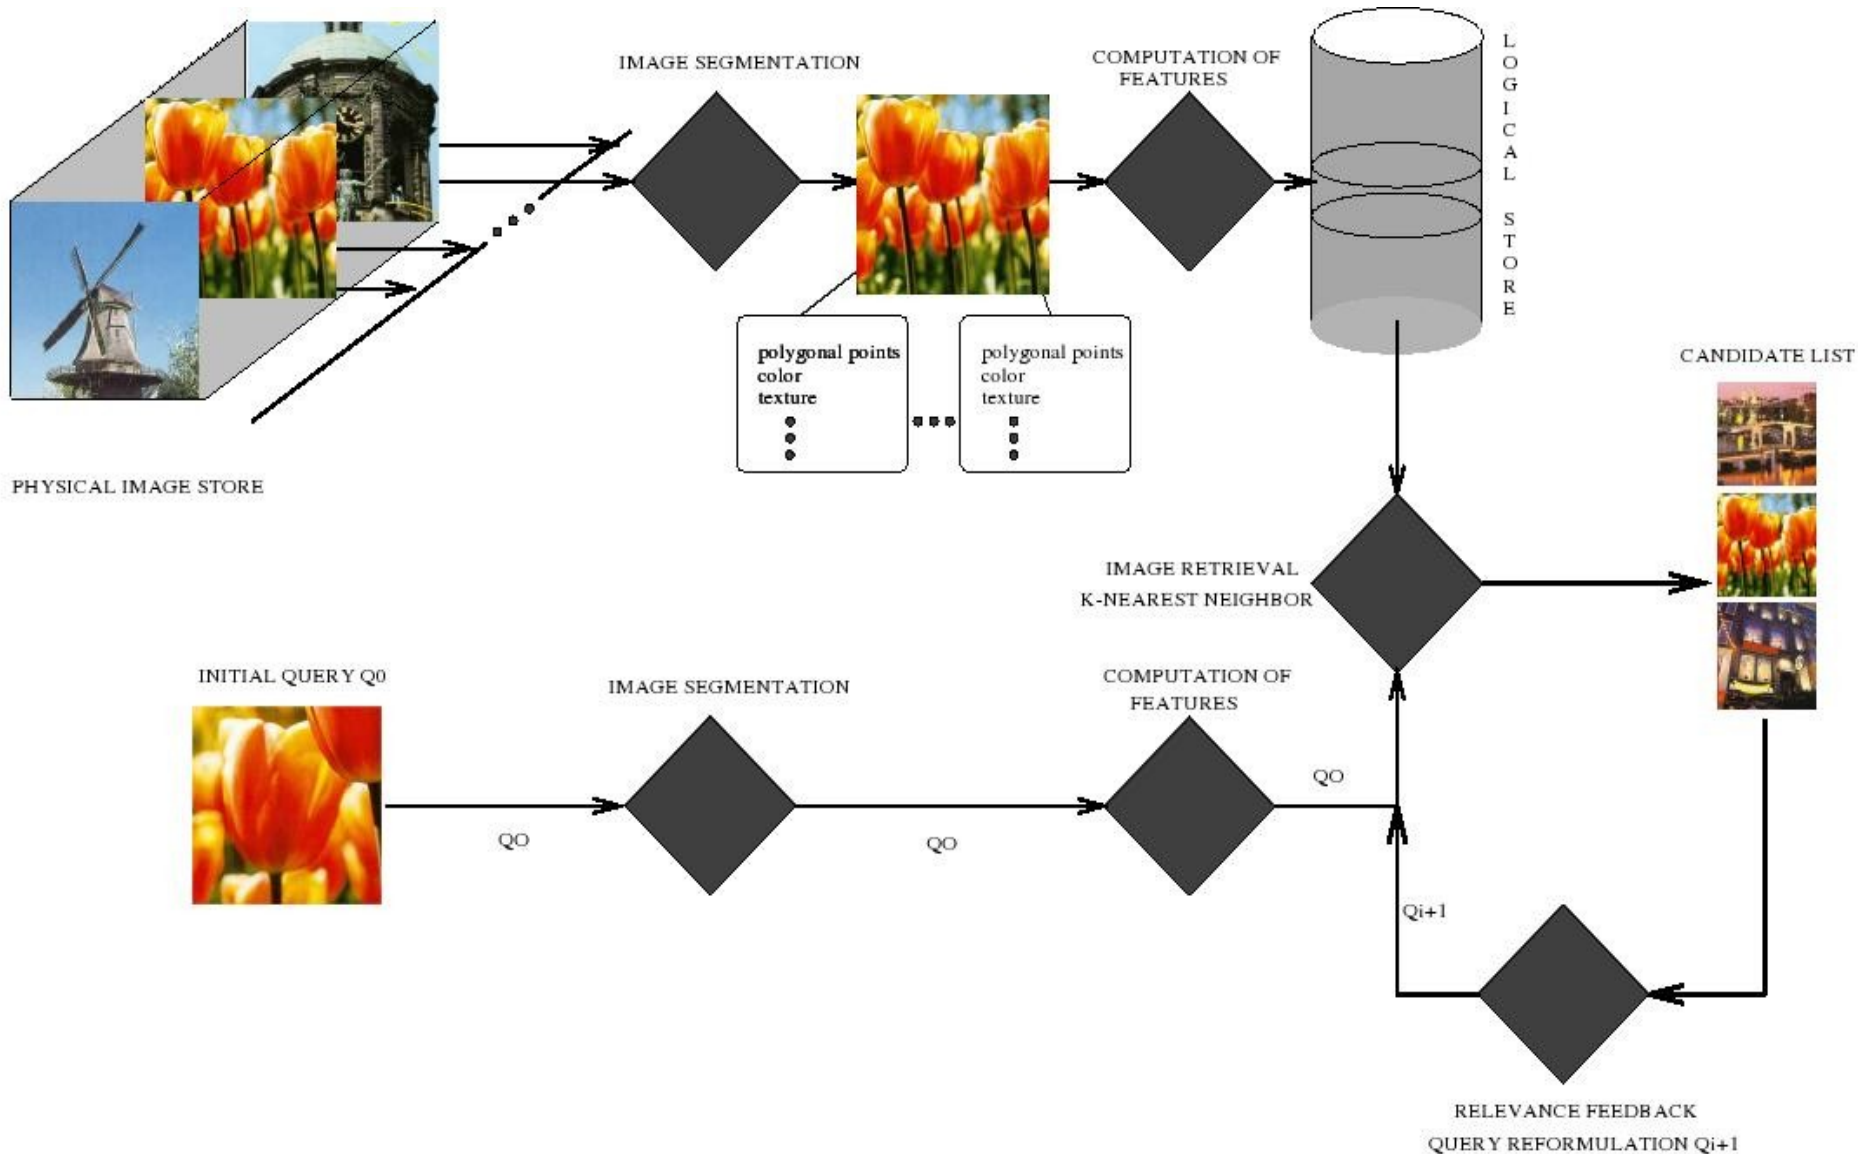 IMAGE SEGMENTATION
COMPUTATION OF
FEATURES
LOGICAL STORE
polygonal points
color
texture
polygonal points
color
texture
PHYSICAL IMAGE STORE
CANDIDATE LIST
IMAGE RETRIEVAL
K-NEAREST NEIGHBOR
INITIAL QUERY Q0
IMAGE SEGMENTATION
COMPUTATION OF
FEATURES
QO
QO
QO
Qi+1
RELEVANCE FEEDBACK
QUERY REFORMULATION Qi+1